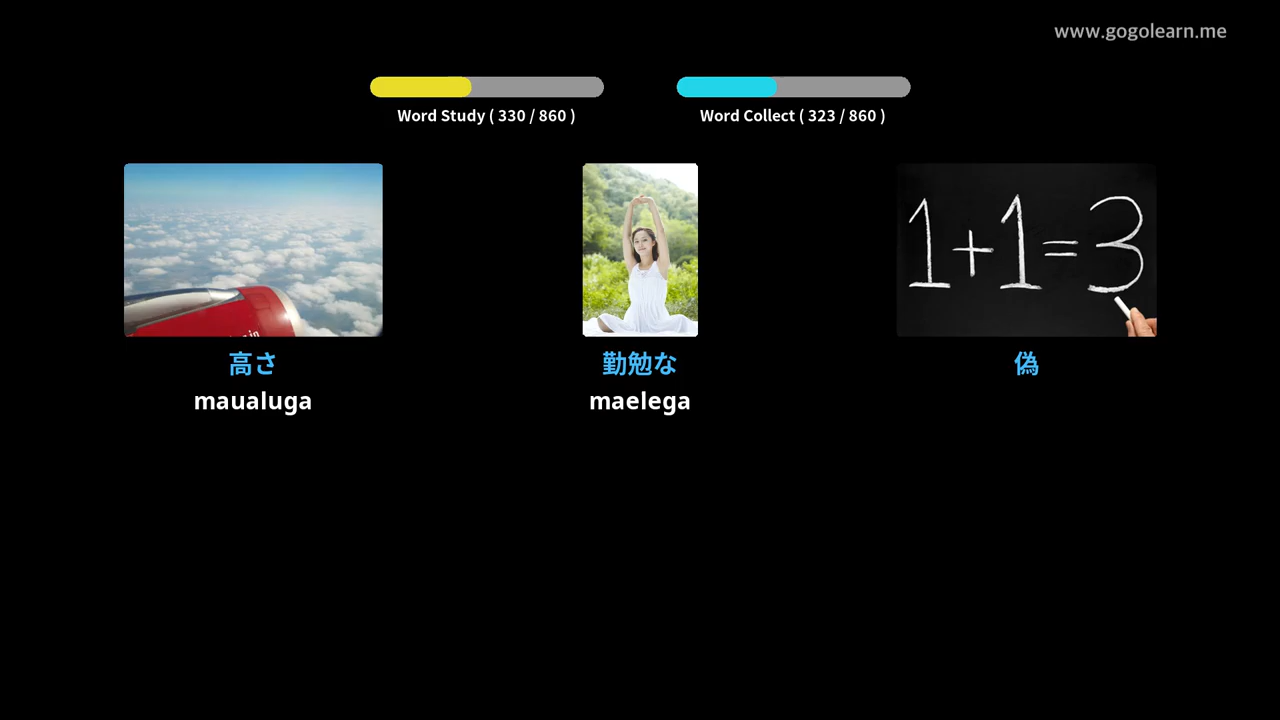 www.gogolearn.me
Word Study ( 330 / 860 )
Word Collect ( 323 / 860 )
1+1=3
高さ
勤勉な
偽
maualuga
maelega